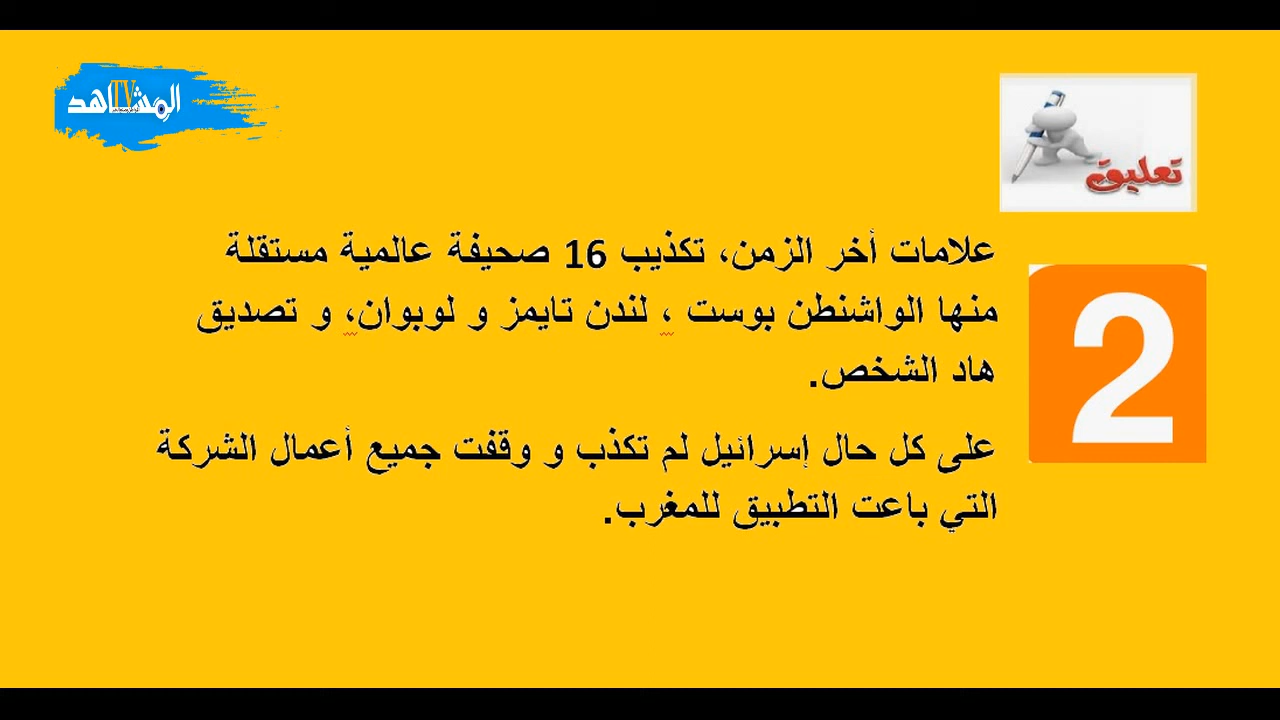 المشاهد
TV
تعليق
علامات أخر الزمن، تكذيب 16 صحيفة عالمية مستقلة
منها الواشنطن بوست ، لندن تايمز و لوبوان، و تصديق
هاد الشخص.
2
على كل حال إسرائيل لم تكذب و وقفت جميع أعمال الشركة
التي باعت التطبيق للمغرب.